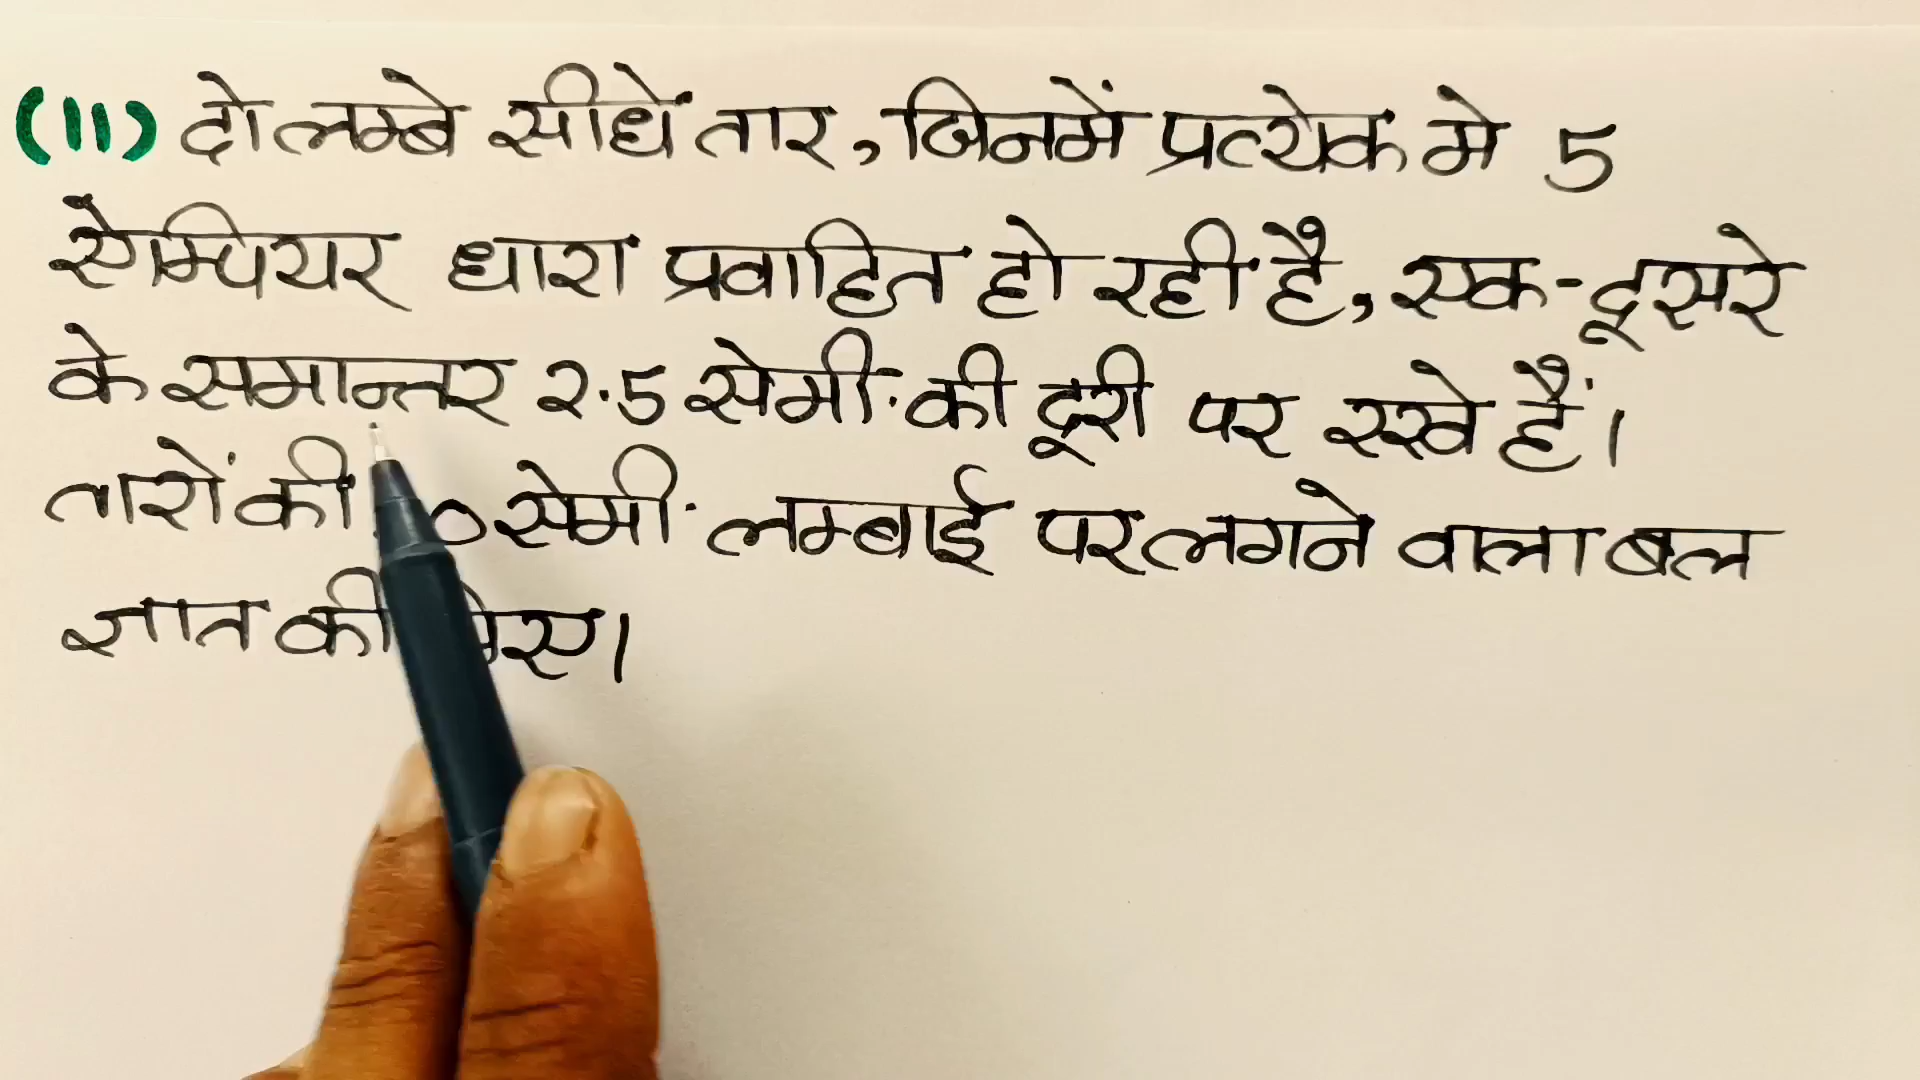 (11) दो लम्बे सीधे तार, जिनमें प्रत्येक मे 5
ऐम्पियर धारा प्रवाहित हो रही है, एक-दूसरे
के समान्तर 2.5 सेमी. की दूरी पर रखे हैं।
तारों की सेमी. लम्बाई पर लगने वाला बल
ज्ञात